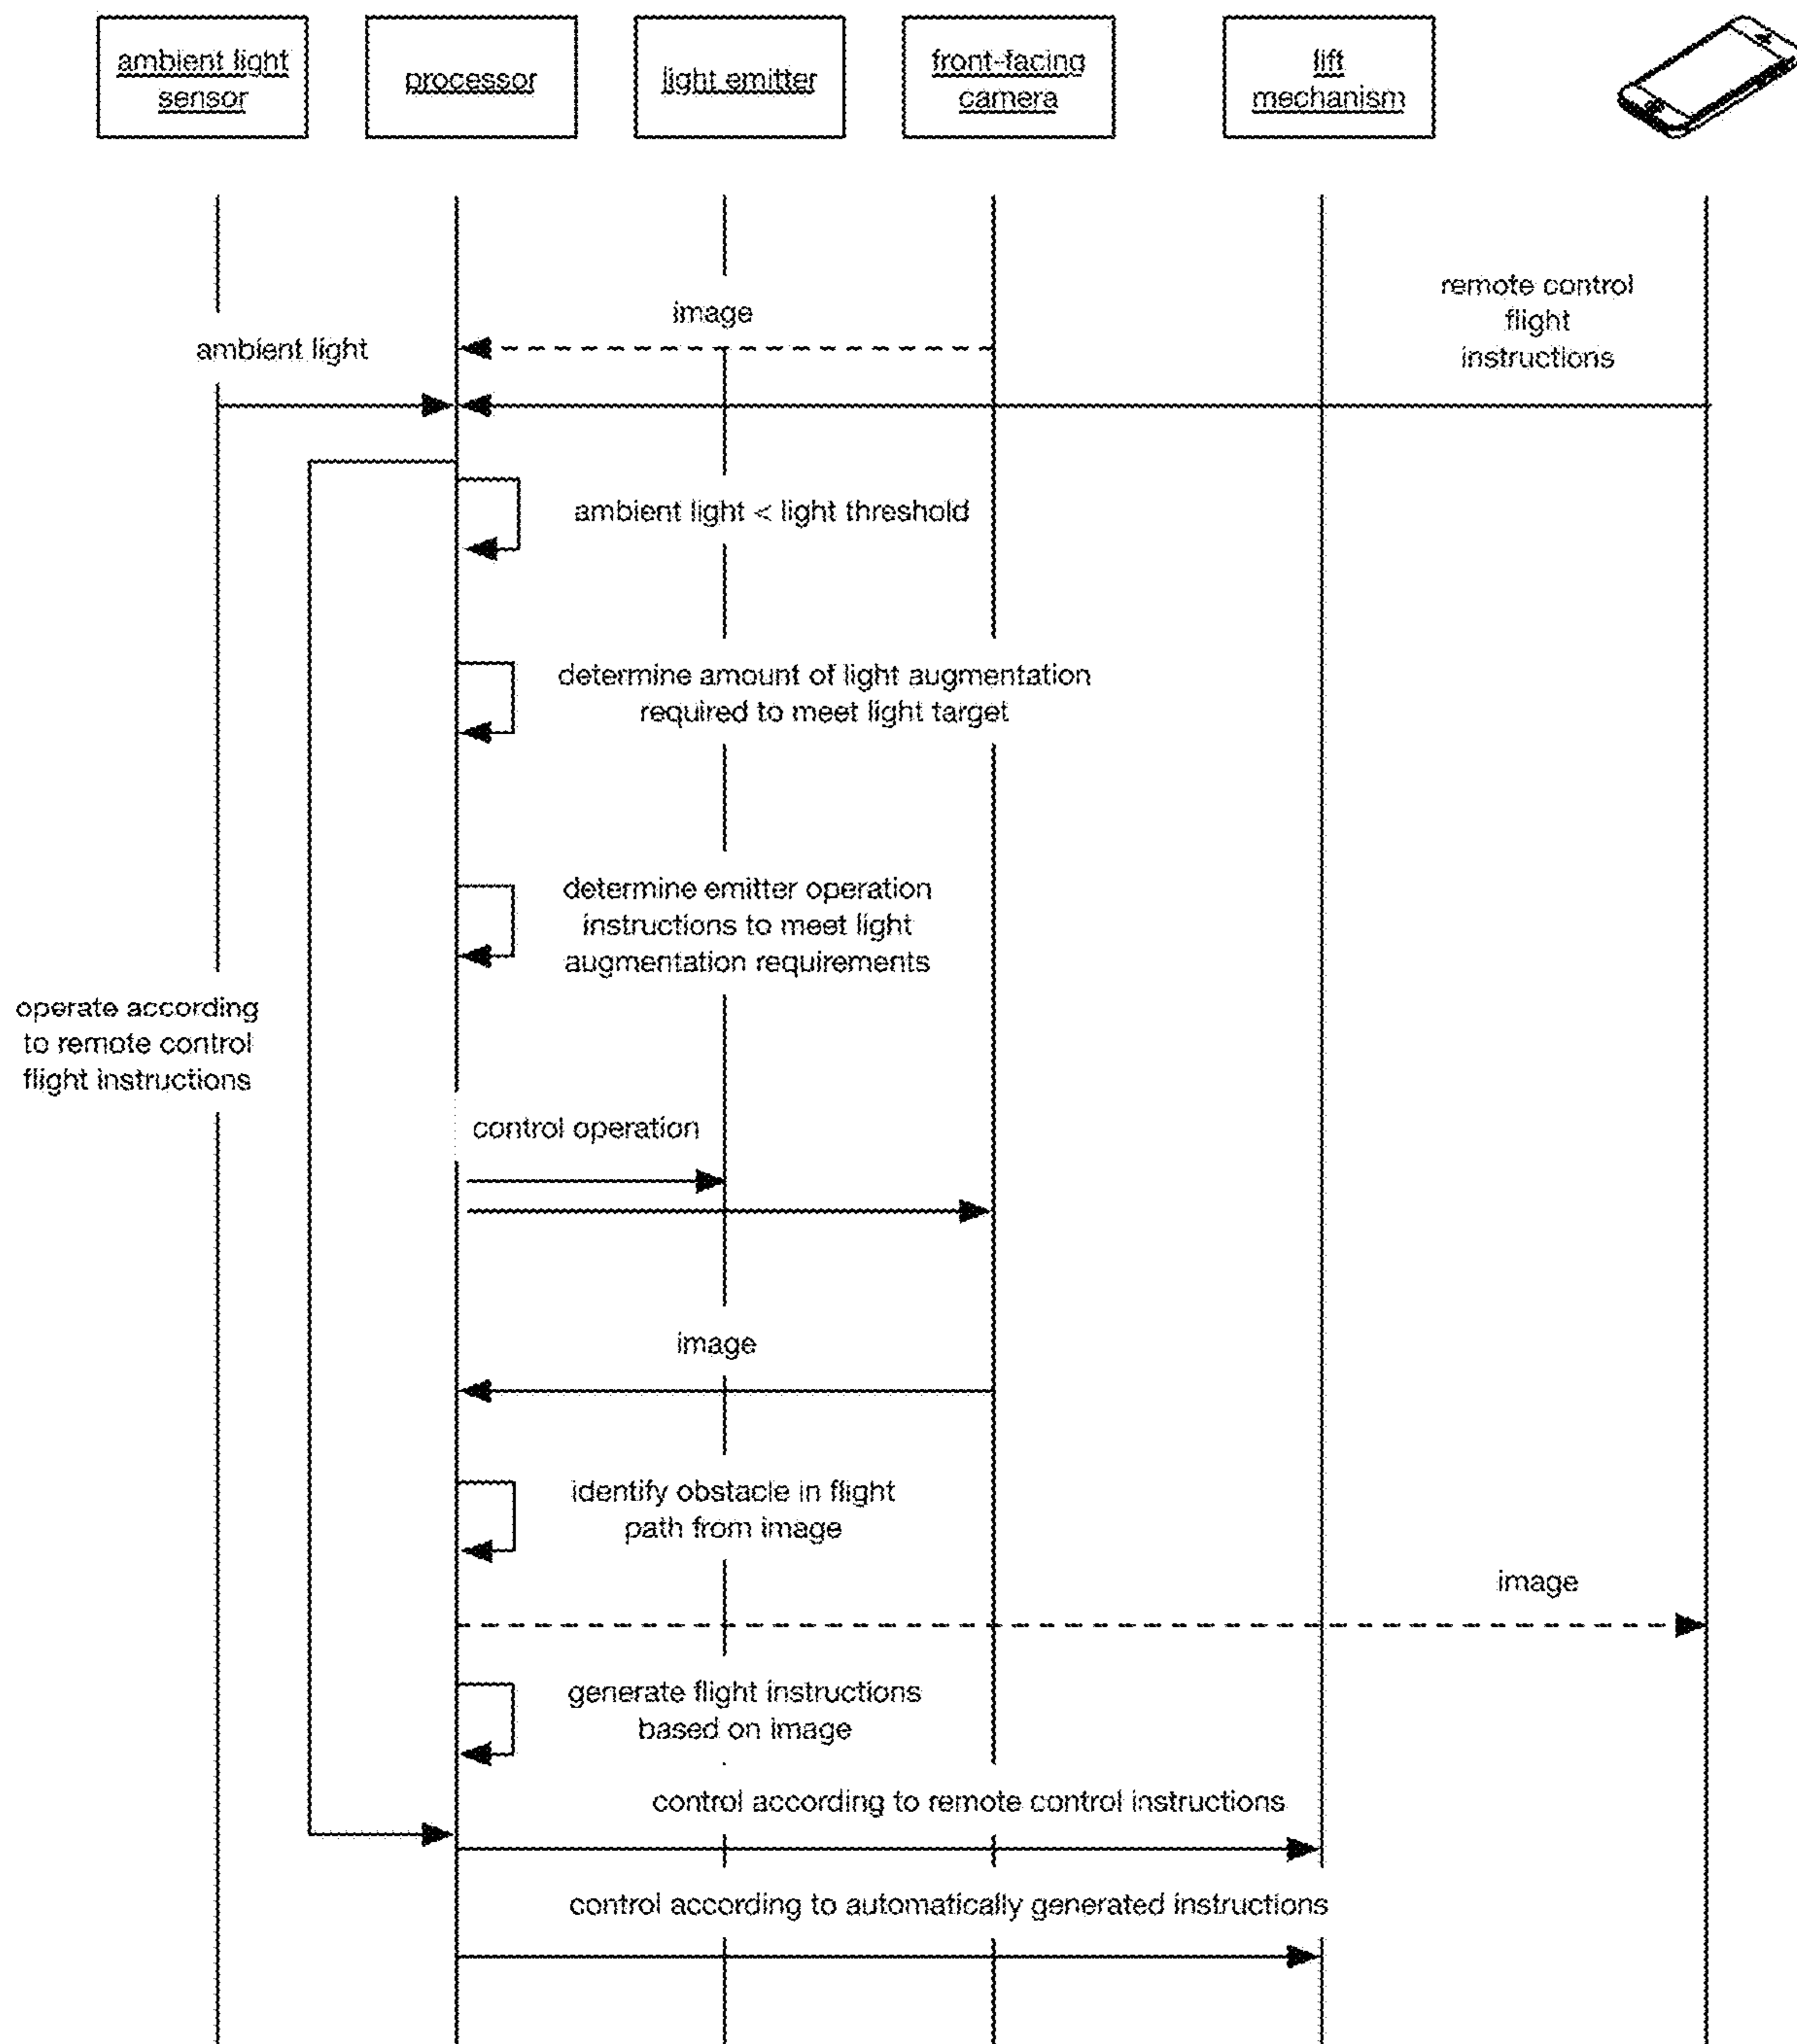 ambient light
sensor
processor
light emitter
front-facing
camera
lift
mechanism
remote control
flight
instructions
image
ambient light
ambient light < light threshold
determine amount of light augmentation
required to meet light target
determine emitter operation
instructions to meet light
augmentation requirements
operate according
to remote control
flight instructions
control operation
image
identify obstacle in flight
path from image
image
generate flight instructions
based on image
control according to remote control instructions
control according to automatically generated instructions